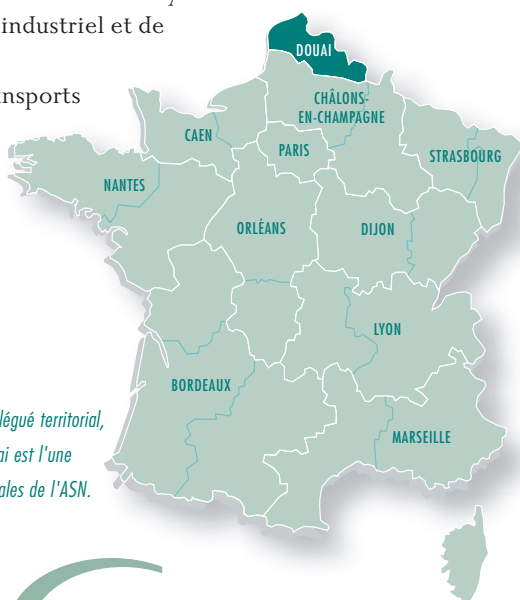 industriel et de
nsports
DOUAI
CHÂLONS-
EN-CHAMPAGNE
CAEN
PARIS
STRASBOURG
NANTES
ORLÉANS
DIJON
LYON
BORDEAUX
MARSEILLE
légué territorial,
ai est l'une
ales de l'ASN.